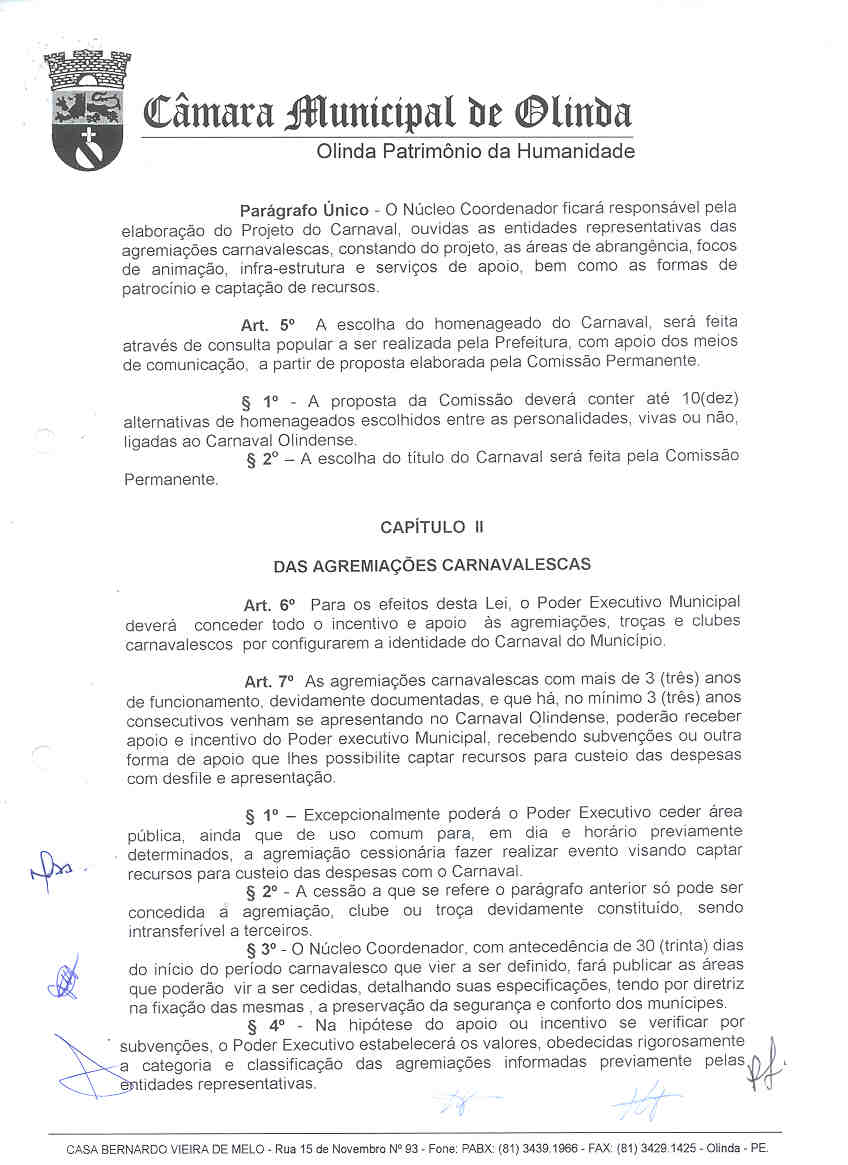 Câmara Municipal de Olinda
Olinda Patrimônio da Humanidade
Parágrafo Único - O Núcleo Coordenador ficará responsável pela
elaboração do Projeto do Carnaval, ouvidas as entidades representativas das
agremiações carnavalescas, constando do projeto, as áreas de abrangência, focos
de animação, infra-estrutura e serviços de apoio, bem como as formas de
patrocínio e captação de recursos.
Art. 5º A escolha do homenageado do Carnaval, será feita
através de consulta popular a ser realizada pela Prefeitura, com apoio dos meios
de comunicação, a partir de proposta elaborada pela Comissão Permanente.
§ 1º - A proposta da Comissão deverá conter até 10(dez)
alternativas de homenageados escolhidos entre as personalidades, vivas ou não,
ligadas ao Carnaval Olindense.
§ 2º – A escolha do título do Carnaval será feita pela Comissão
Permanente.
CAPÍTULO II
DAS AGREMIAÇÕES CARNAVALESCAS
Art. 6º Para os efeitos desta Lei, o Poder Executivo Municipal
deverá conceder todo o incentivo e apoio às agremiações, troças e clubes
carnavalescos por configurarem a identidade do Carnaval do Município.
Art. 7º As agremiações carnavalescas com mais de 3 (três) anos
de funcionamento, devidamente documentadas, e que há, no mínimo 3 (três) anos
consecutivos venham se apresentando no Carnaval Olindense, poderão receber
apoio e incentivo do Poder executivo Municipal, recebendo subvenções ou outra
forma de apoio que lhes possibilite captar recursos para custeio das despesas
com desfile e apresentação.
§ 1º – Excepcionalmente poderá o Poder Executivo ceder área
pública, ainda que de uso comum para, em dia e horário previamente
determinados, a agremiação cessionária fazer realizar evento visando captar
recursos para custeio das despesas com o Carnaval.
§ 2º - A cessão a que se refere o parágrafo anterior só pode ser
concedida á agremiação, clube ou troça devidamente constituído, sendo
intransferível a terceiros.
§ 3º - O Núcleo Coordenador, com antecedência de 30 (trinta) dias
do início do período carnavalesco que vier a ser definido, fará publicar as áreas
que poderão vir a ser cedidas, detalhando suas especificações, tendo por diretriz
na fixação das mesmas , a preservação da segurança e conforto dos munícipes.
§ 4º - Na hipótese do apoio ou incentivo se verificar por
subvenções, o Poder Executivo estabelecerá os valores, obedecidas rigorosamente
a categoria e classificação das agremiações informadas previamente pelas
entidades representativas.
CASA BERNARDO VIEIRA DE MELO - Rua 15 de Novembro Nº 93 - Fone: PABX: (81) 3439.1966 - FAX: (81) 3429.1425 - Olinda - PE.